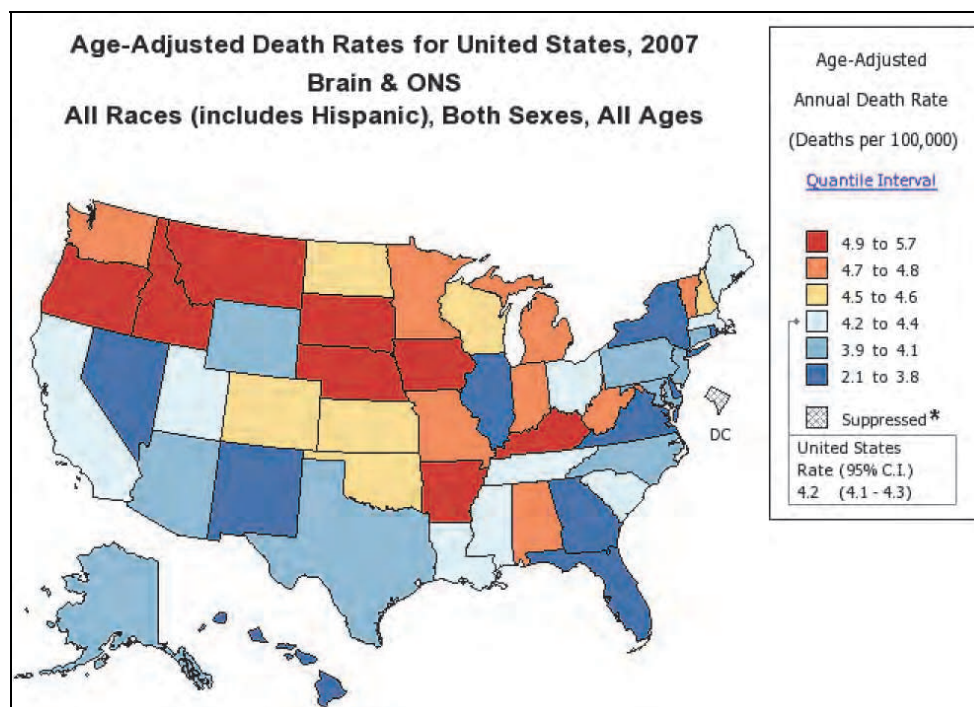 Age-Adjusted Death Rates for United States, 2007
Brain & ONS
All Races (includes Hispanic), Both Sexes, All Ages
Age-Adjusted
Annual Death Rate
(Deaths per 100,000)
Quantile Interval
4.9 to 5.7
4.7 to 4.8
4.5 to 4.6
4.2 to 4.4
3.9 to 4.1
2.1 to 3.8
Suppressed*
United States
Rate (95% C.I.)
4.2 (4.1 - 4.3)
DC